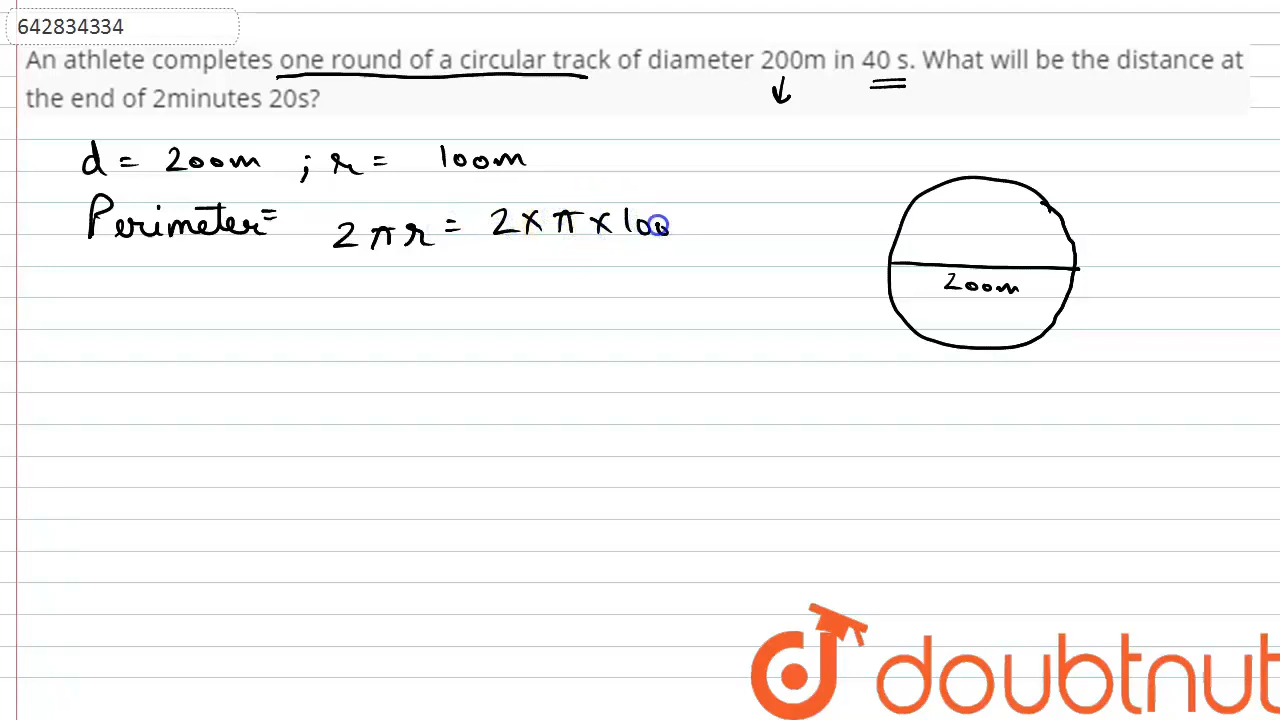 642834334
An athlete completes one round of a circular track of diameter 200m in 40 s. What will be the distance at
the end of 2minutes 20s?
d = 200m ; r = 100m
Perimeter = 2πr = 2×π×100
200m
doubtnut